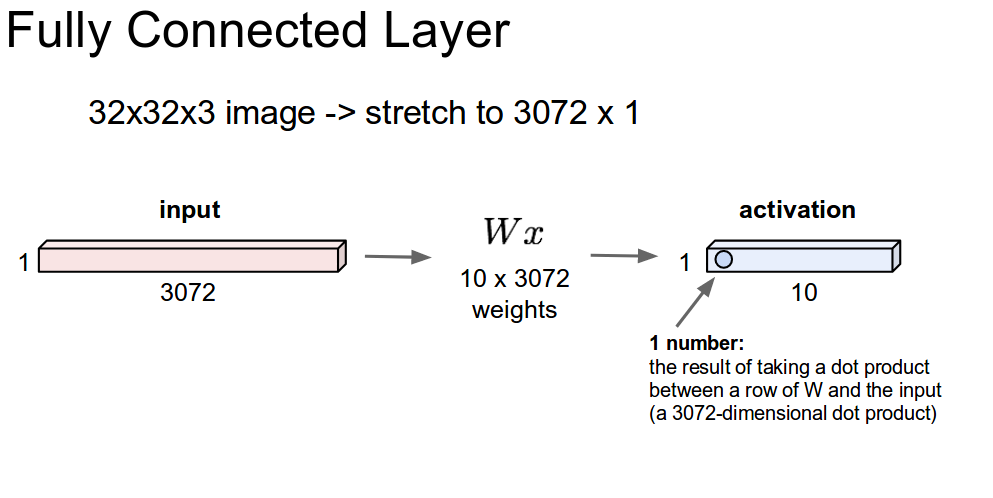 Fully Connected Layer
32x32x3 image -> stretch to 3072 x 1
input
1
3072
Wx
10 x 3072
weights
activation
1
10
1 number:
the result of taking a dot product
between a row of W and the input
(a 3072-dimensional dot product)